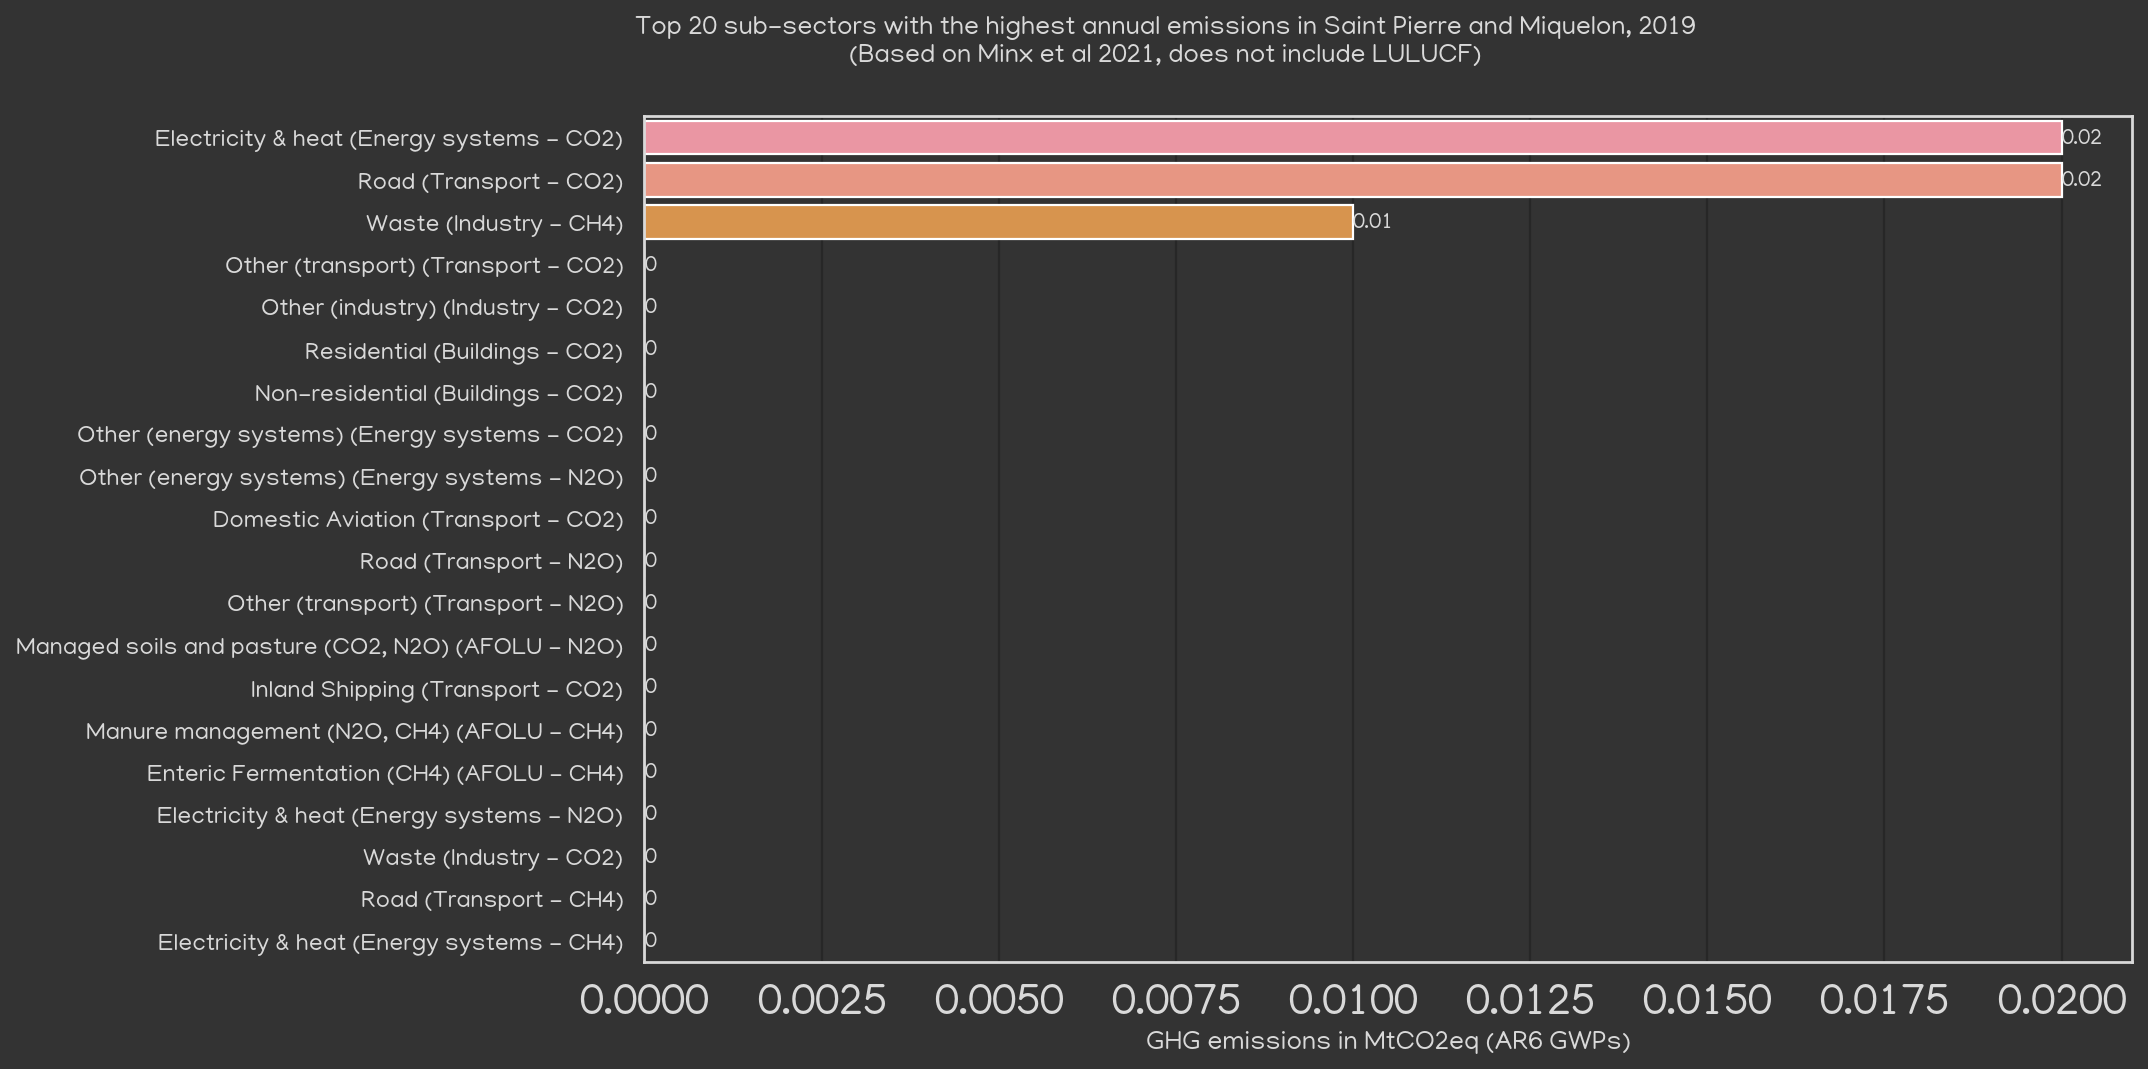 Top 20 sub-sectors with the highest annual emissions in Saint Pierre and Miquelon, 2019
(Based on Minx et al 2021, does not include LULUCF)
Electricity & heat (Energy systems - CO2) 0.02
Road (Transport - CO2) 0.02
Waste (Industry - CH4) 0.01
Other (transport) (Transport - CO2) 0
Other (industry) (Industry - CO2) 0
Residential (Buildings - CO2) 0
Non-residential (Buildings - CO2) 0
Other (energy systems) (Energy systems - CO2) 0
Other (energy systems) (Energy systems - N2O) 0
Domestic Aviation (Transport - CO2) 0
Road (Transport - N2O) 0
Other (transport) (Transport - N2O) 0
Managed soils and pasture (CO2, N2O) (AFOLU - N2O) 0
Inland Shipping (Transport - CO2) 0
Manure management (N2O, CH4) (AFOLU - CH4) 0
Enteric Fermentation (CH4) (AFOLU - CH4) 0
Electricity & heat (Energy systems - N2O) 0
Waste (Industry - CO2) 0
Road (Transport - CH4) 0
Electricity & heat (Energy systems - CH4) 0
0.0000 0.0025 0.0050 0.0075 0.0100 0.0125 0.0150 0.0175 0.0200
GHG emissions in MtCO2eq (AR6 GWPs)